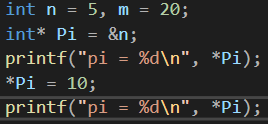 int n = 5, m = 20;
int* Pi = &n;
printf("pi = %d\n", *Pi);
*Pi = 10;
printf("pi = %d\n", *Pi);